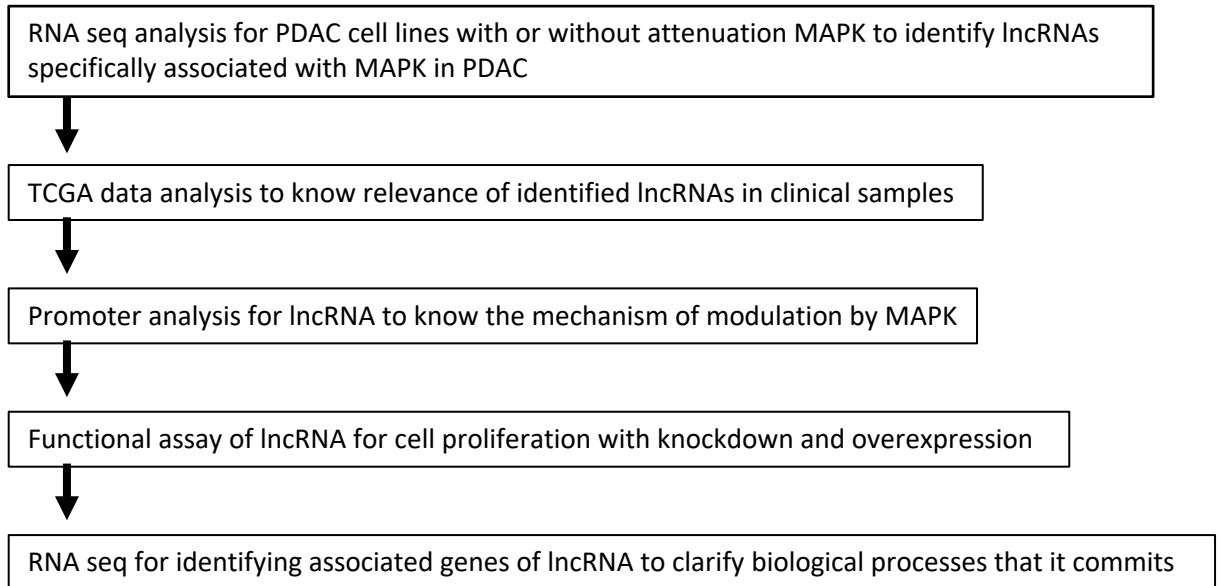 RNA seq analysis for PDAC cell lines with or without attenuation MAPK to identify lncRNAs
specifically associated with MAPK in PDAC
TCGA data analysis to know relevance of identified lncRNAs in clinical samples
Promoter analysis for lncRNA to know the mechanism of modulation by MAPK
Functional assay of lncRNA for cell proliferation with knockdown and overexpression
RNA seq for identifying associated genes of lncRNA to clarify biological processes that it commits